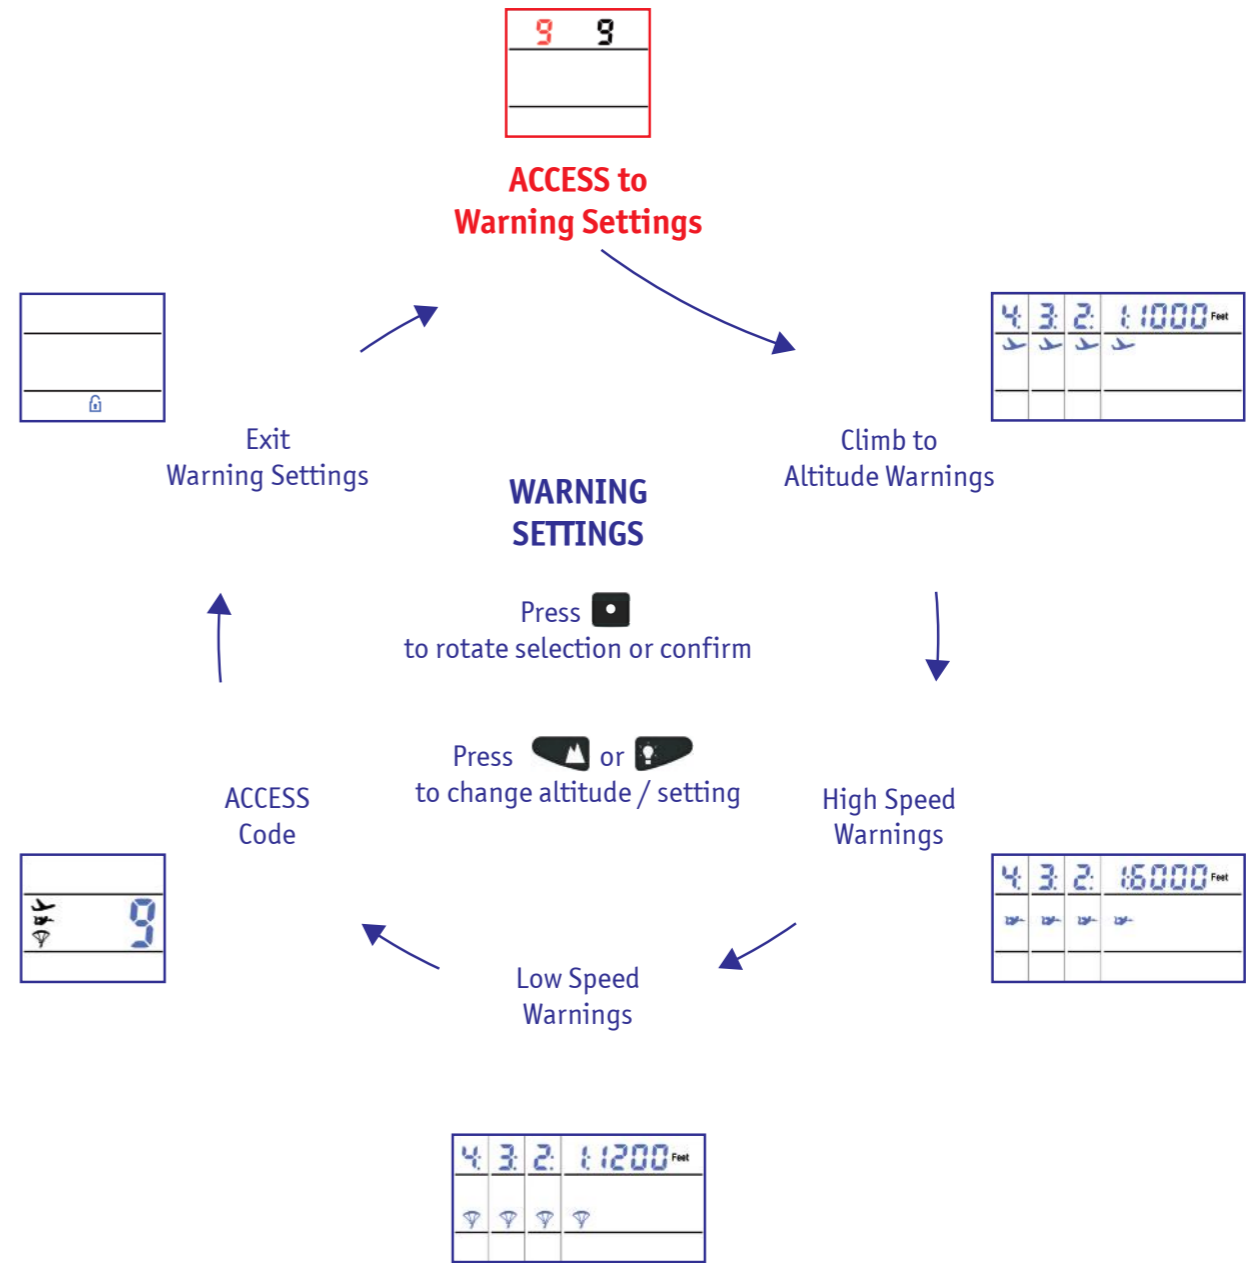 9 9
ACCESS to
Warning Settings
4: 3: 2: 1:1000 Feet
Climb to
Altitude Warnings
Exit
Warning Settings
WARNING
SETTINGS
Press
to rotate selection or confirm
Press or
to change altitude / setting
High Speed
Warnings
4: 3: 2: 1:6000 Feet
ACCESS
Code
9
Low Speed
Warnings
4: 3: 2: 1:1200 Feet